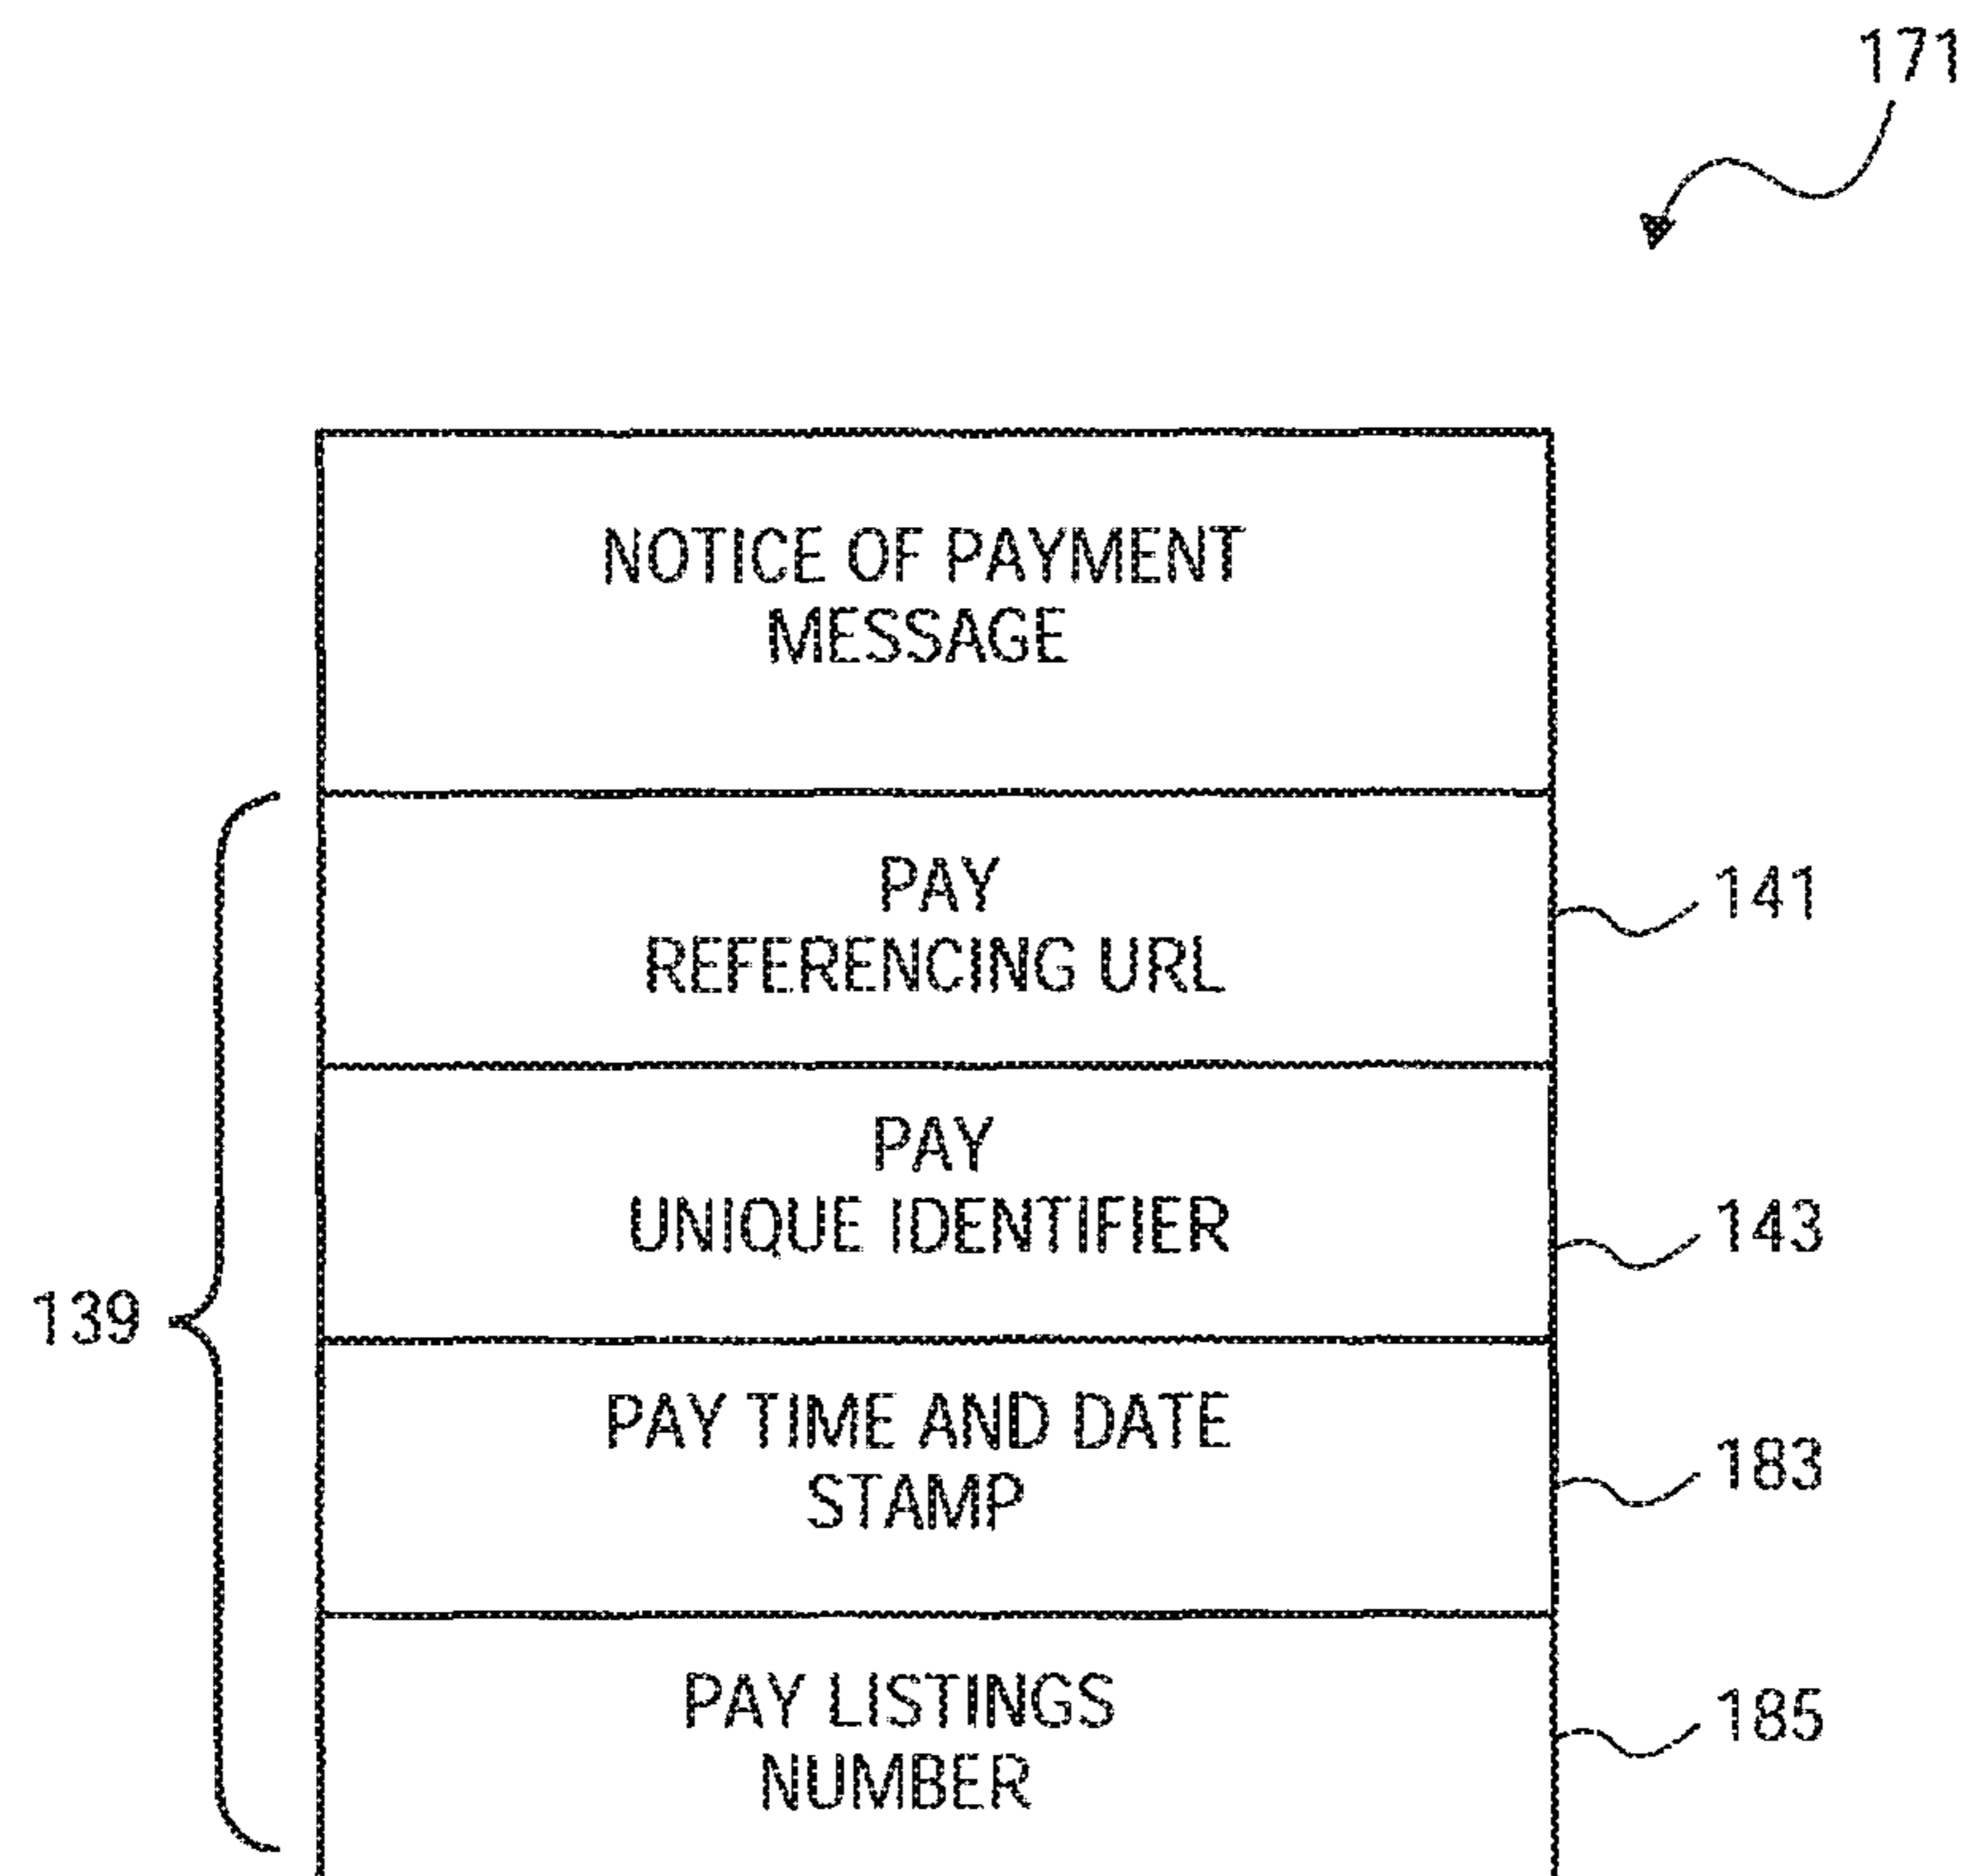 171
NOTICE OF PAYMENT
MESSAGE
PAY
REFERENCING URL
141
PAY
UNIQUE IDENTIFIER
143
139
PAY TIME AND DATE
STAMP
183
PAY LISTINGS
NUMBER
185